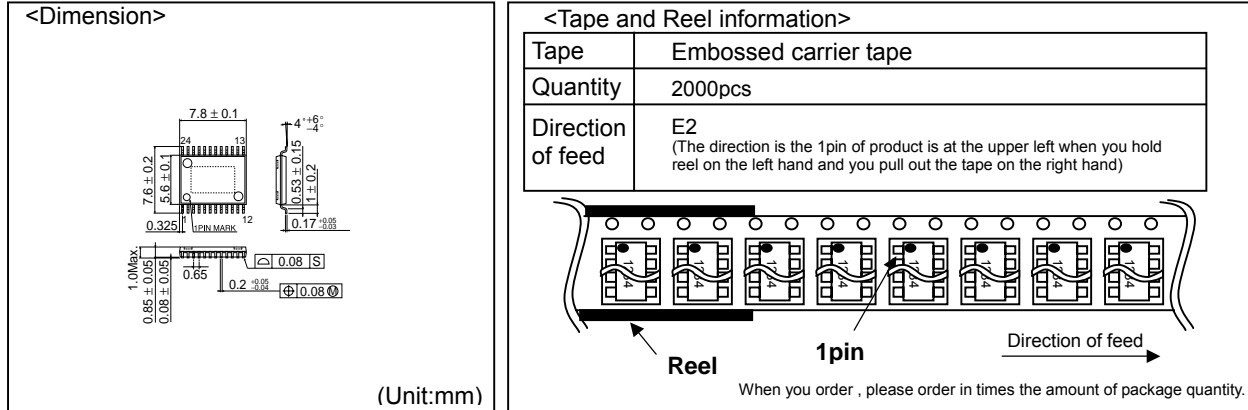 <Dimension>
7.8 ± 0.1
24 13
7.6 ± 0.2
5.6 ± 0.1
1 12
0.325
1PIN MARK
4°+6°
−4°
0.53 ± 0.15
1 ± 0.2
0.17 +0.05
−0.03
1.0Max.
0.85 ± 0.05
0.08 ± 0.05
0.65
0.08 S
0.2 +0.05
−0.04
0.08 Ⓜ
(Unit:mm)
<Tape and Reel information>
Tape Embossed carrier tape
Quantity 2000pcs
Direction
of feed
E2
(The direction is the 1pin of product is at the upper left when you hold
reel on the left hand and you pull out the tape on the right hand)
Reel
1pin
Direction of feed
When you order , please order in times the amount of package quantity.